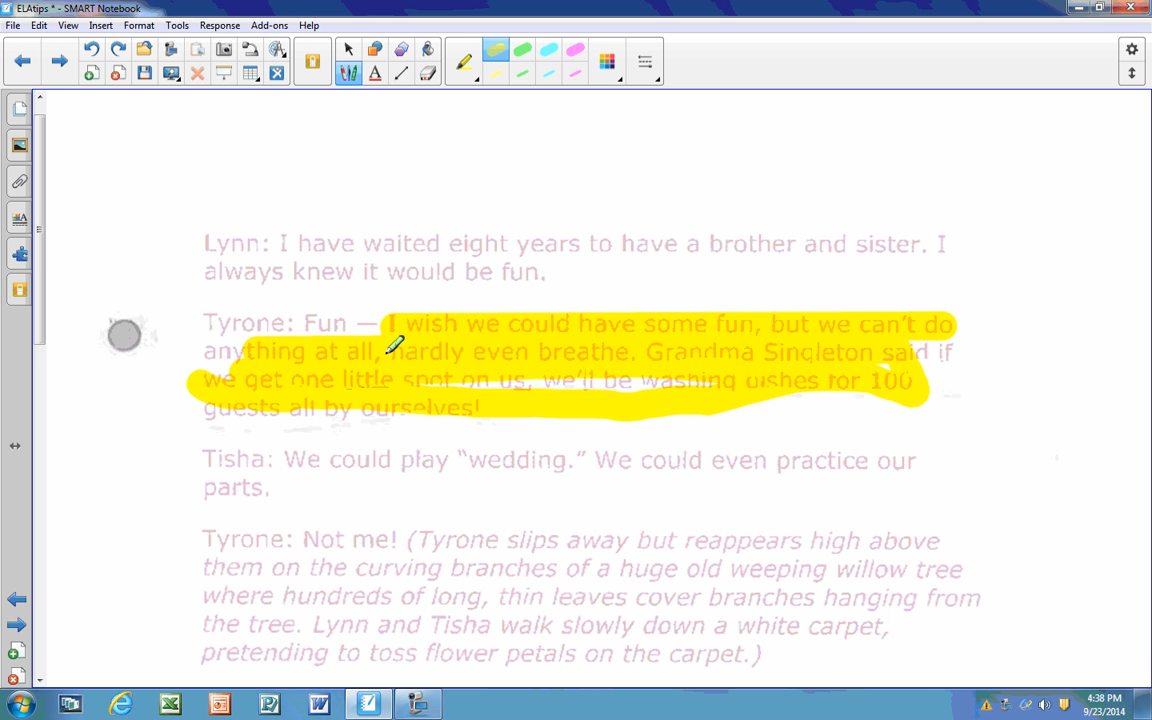 ELAtips * - SMART Notebook
File Edit View Insert Format Tools Response Add-ons Help
Lynn: I have waited eight years to have a brother and sister. I
always knew it would be fun.
Tyrone: Fun — I wish we could have some fun, but we can't do
anything at all, hardly even breathe. Grandma Singleton said if
we get one little spot on us, we'll be washing dishes for 100
guests all by ourselves!
Tisha: We could play “wedding.” We could even practice our
parts.
Tyrone: Not me! (Tyrone slips away but reappears high above
them on the curving branches of a huge old weeping willow tree
where hundreds of long, thin leaves cover branches hanging from
the tree. Lynn and Tisha walk slowly down a white carpet,
pretending to toss flower petals on the carpet.)
4:38 PM
9/23/2014